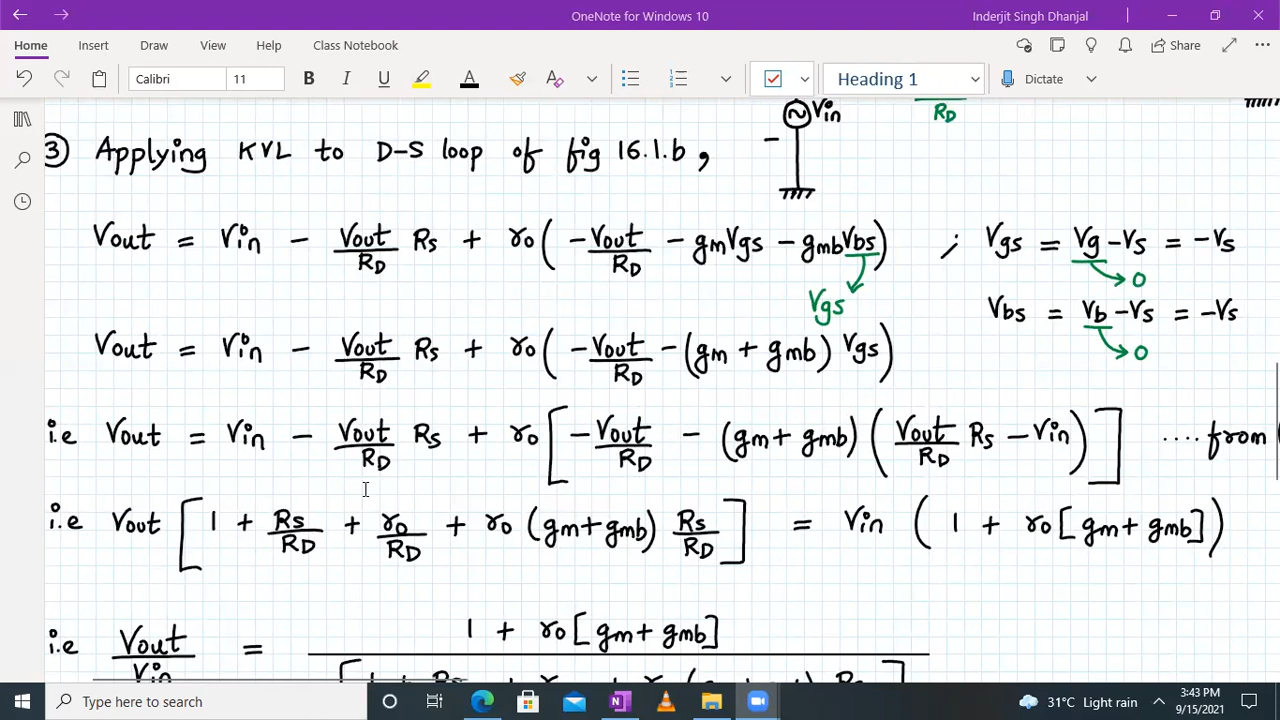 OneNote for Windows 10
Inderjit Singh Dhanjal
Home Insert Draw View Help Class Notebook
Share
Calibri 11 B I U A Heading 1 Dictate
Vin
RD
③ Applying KVL to D-S loop of fig 16.1.b,
Vout = Vin - Vout/RD Rs + ro(-Vout/RD - gmVgs - gmbVbs) ; Vgs = Vg-Vs = -Vs
0
Vgs
Vbs = Vb-Vs = -Vs
0
Vout = Vin - Vout/RD Rs + ro(-Vout/RD -(gm + gmb) Vgs)
i.e Vout = Vin - Vout/RD Rs + ro[-Vout/RD - (gm+ gmb)(Vout/RD Rs -Vin)] ....from
i.e Vout [1 + Rs/RD + ro/RD + ro (gm+gmb) Rs/RD] = Vin (1 + ro[gm+ gmb])
i.e Vout/Vin = 1 + ro[gm+ gmb]
Type here to search
31°C Light rain
3:43 PM
9/15/2021